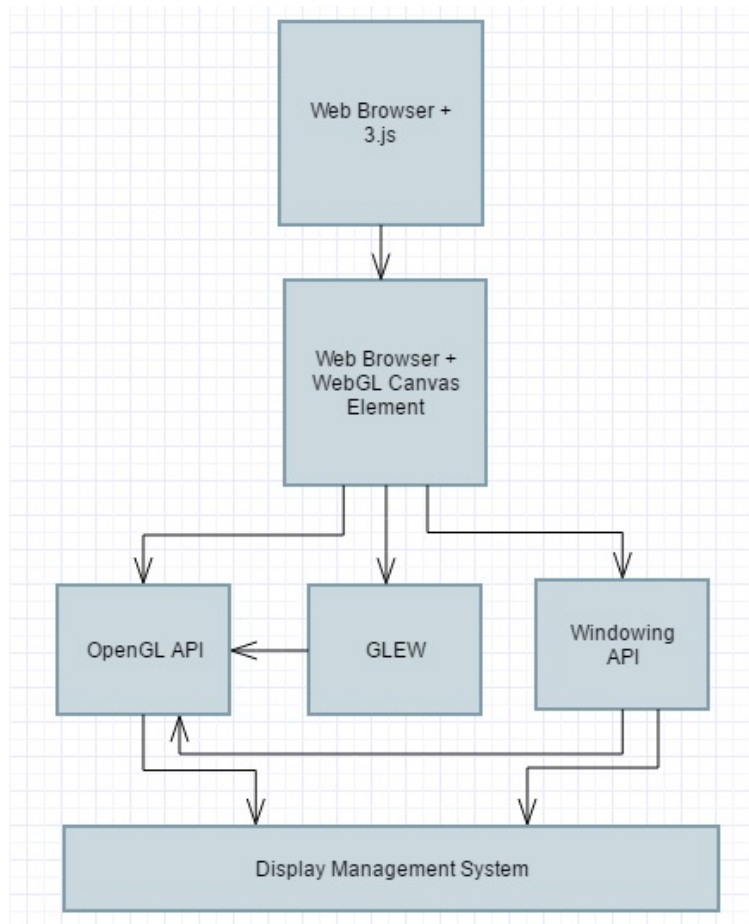 Web Browser +
3.js
Web Browser +
WebGL Canvas
Element
OpenGL API
GLEW
Windowing
API
Display Management System